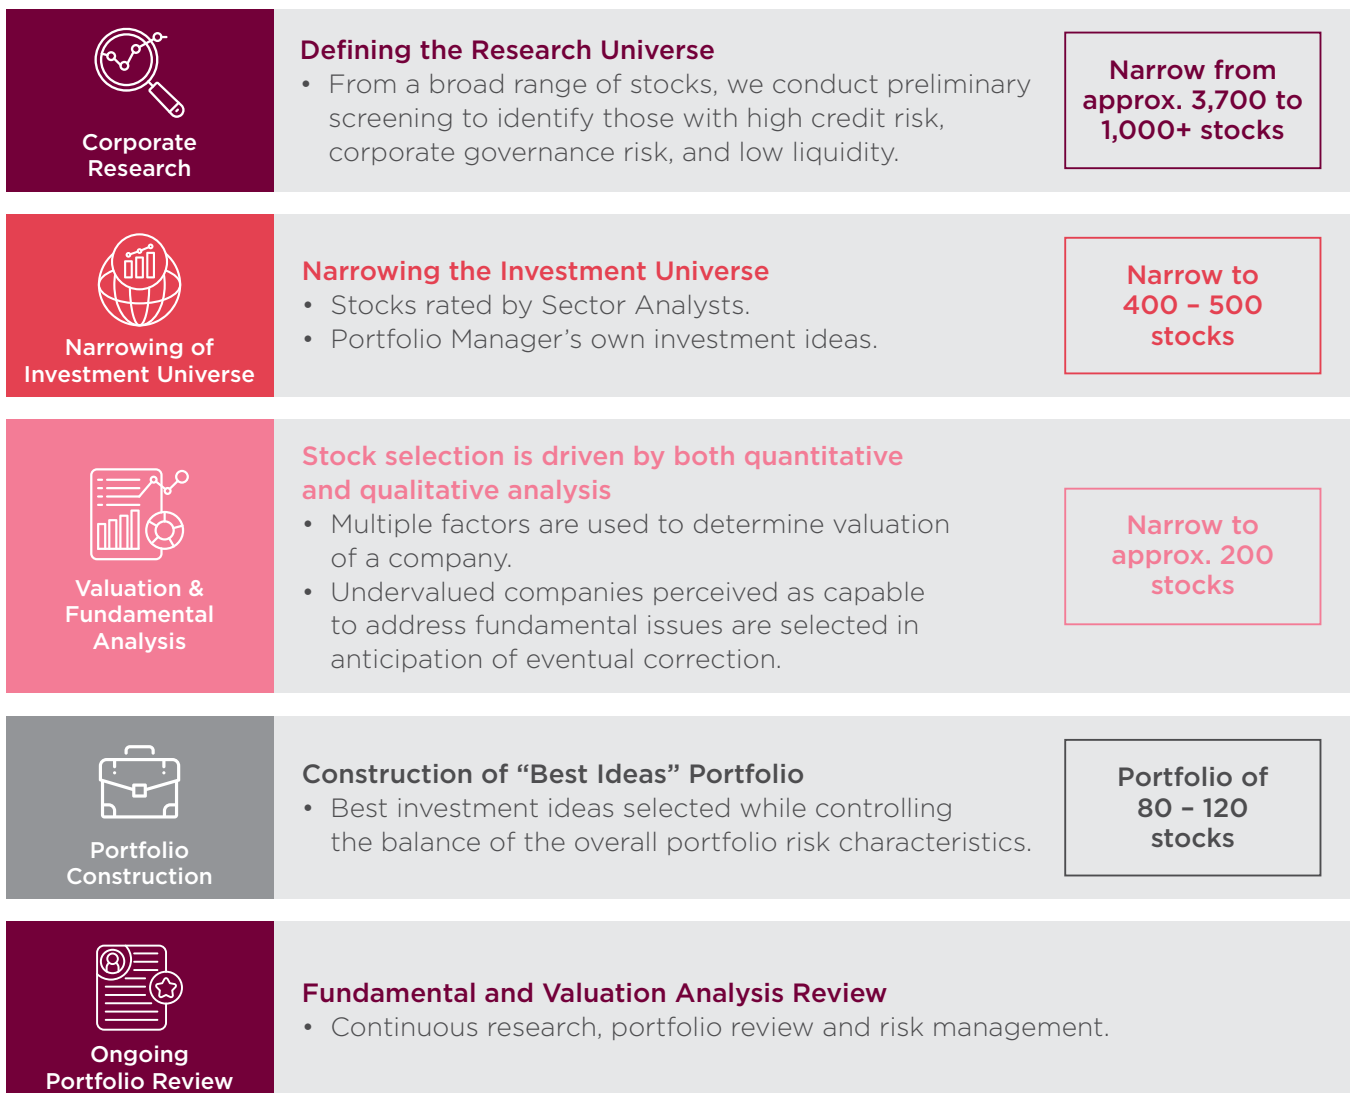 Corporate
Research
Defining the Research Universe
• From a broad range of stocks, we conduct preliminary
screening to identify those with high credit risk,
corporate governance risk, and low liquidity.
Narrow from
approx. 3,700 to
1,000+ stocks
Narrowing of
Investment Universe
Narrowing the Investment Universe
• Stocks rated by Sector Analysts.
• Portfolio Manager’s own investment ideas.
Narrow to
400 – 500
stocks
Valuation &
Fundamental
Analysis
Stock selection is driven by both quantitative
and qualitative analysis
• Multiple factors are used to determine valuation
of a company.
• Undervalued companies perceived as capable
to address fundamental issues are selected in
anticipation of eventual correction.
Narrow to
approx. 200
stocks
Portfolio
Construction
Construction of “Best Ideas” Portfolio
• Best investment ideas selected while controlling
the balance of the overall portfolio risk characteristics.
Portfolio of
80 – 120
stocks
Ongoing
Portfolio Review
Fundamental and Valuation Analysis Review
• Continuous research, portfolio review and risk management.